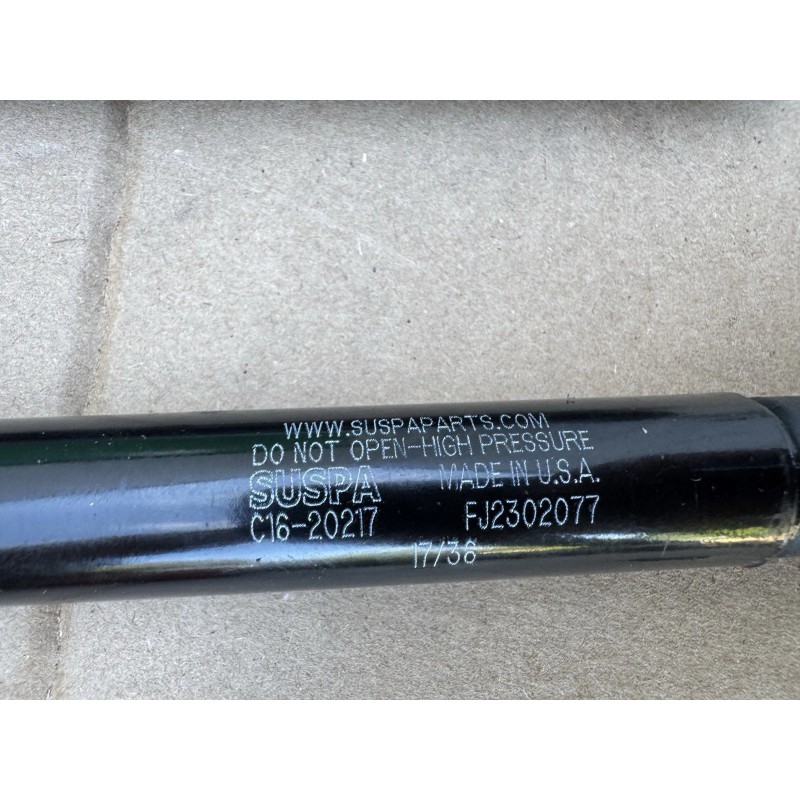 WWW.SUSPAPARTS.COM
DO NOT OPEN-HIGH PRESSURE
SUSPA MADE IN U.S.A.
C16-20217 FJ2302077
17/36